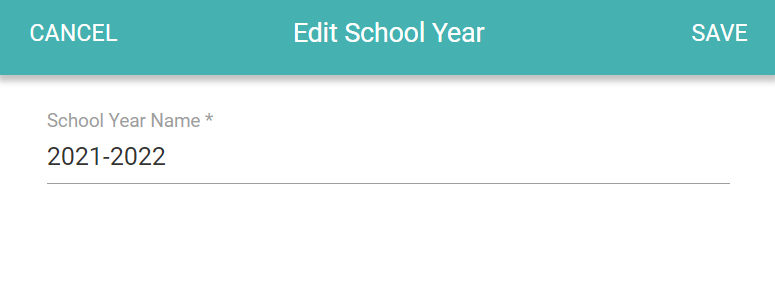 CANCEL Edit School Year SAVE
School Year Name *
2021-2022